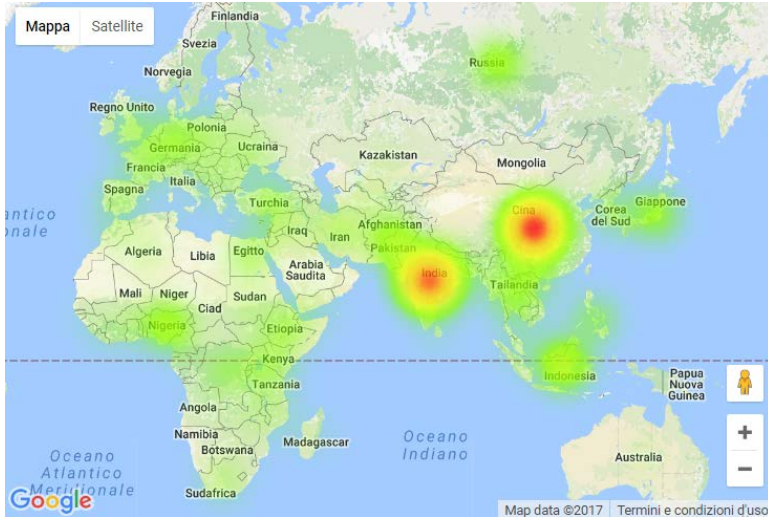 Mappa
Satellite
Finlandia
Svezia
Norvegia
Russia
Regno Unito
Polonia
Germania
Ucraina
Francia
Kazakistan
Mongolia
Italia
Spagna
Turchia
Cina
Corea
del Sud
Giappone
Afghanistan
Iraq
Iran
Pakistan
Algeria
Libia
Egitto
Arabia
Saudita
India
Mali
Niger
Ciad
Sudan
Tailandia
Nigeria
Etiopia
Kenya
Tanzania
Indonesia
Papua
Nuova
Guinea
Angola
Namibia
Botswana
Madagascar
Oceano
Indiano
Australia
Oceano
Atlantico
Meridionale
Sudafrica
Google
Map data ©2017
Termini e condizioni d'uso